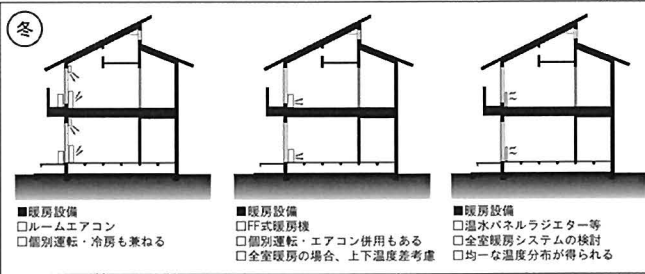 冬
■暖房設備
□ルームエアコン
□個別運転・冷房も兼ねる
■暖房設備
□FF式暖房機
□個別運転・エアコン併用もある
□全室暖房の場合、上下温度差考慮
■暖房設備
□温水パネルラジエター等
□全室暖房システムの検討
□均一な温度分布が得られる